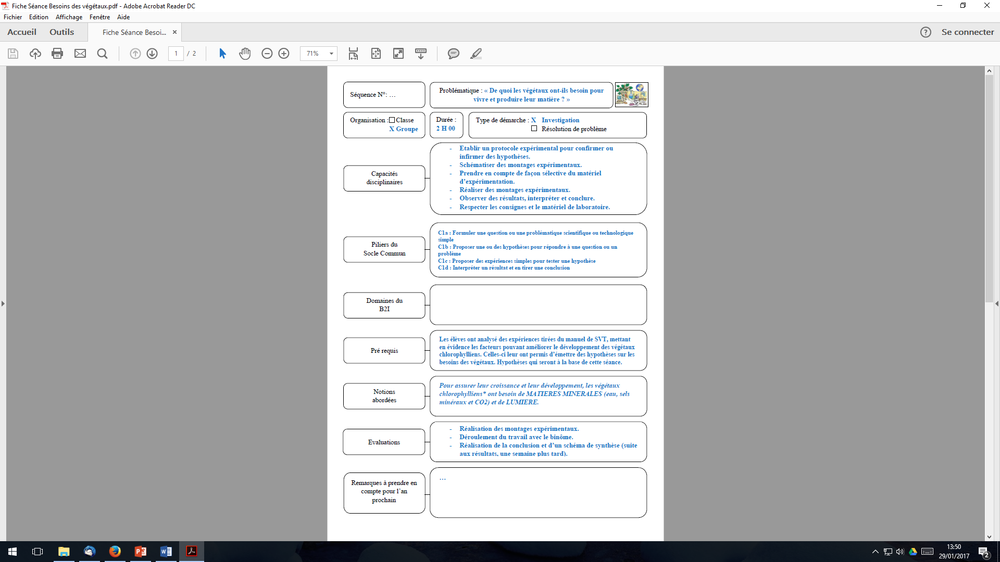 Fiche Séance Besoins des végétaux.pdf - Adobe Acrobat Reader DC
Fichier Edition Affichage Fenêtre Aide
Accueil Outils Fiche Séance Besoi... × Se connecter
1 / 2 71%
Séquence N°: …
Problématique : « De quoi les végétaux ont-ils besoin pour
vivre et produire leur matière ? »
Organisation : Classe
X Groupe
Durée :
2 H 00
Type de démarche : X Investigation
Résolution de problème
Capacités
disciplinaires
- Etablir un protocole expérimental pour confirmer ou
infirmer des hypothèses.
- Schématiser des montages expérimentaux.
- Prendre en compte de façon sélective du matériel
d’expérimentation.
- Réaliser des montages expérimentaux.
- Observer des résultats, interpréter et conclure.
- Respecter les consignes et le matériel de laboratoire.
Piliers du
Socle Commun
C1a : Formuler une question ou une problématique scientifique ou technologique
simple
C1b : Proposer une ou des hypothèses pour répondre à une question ou un
problème
C1c : Proposer des expériences simples pour tester une hypothèse
C1d : Interpréter un résultat et en tirer une conclusion
Domaines du
B2I
Pré requis
Les élèves ont analysé des expériences tirées du manuel de SVT, mettant
en évidence les facteurs pouvant améliorer le développement des végétaux
chlorophylliens. Celles-ci leur ont permis d’émettre des hypothèses sur les
besoins des végétaux. Hypothèses qui seront à la base de cette séance.
Notions
abordées
Pour assurer leur croissance et leur développement, les végétaux
chlorophylliens* ont besoin de MATIERES MINERALES (eau, sels
minéraux et CO2) et de LUMIERE.
Evaluations
- Réalisation des montages expérimentaux.
- Déroulement du travail avec le binôme.
- Réalisation de la conclusion et d’un schéma de synthèse (suite
aux résultats, une semaine plus tard).
Remarques à prendre en
compte pour l’an
prochain
…
13:50
29/01/2017
2